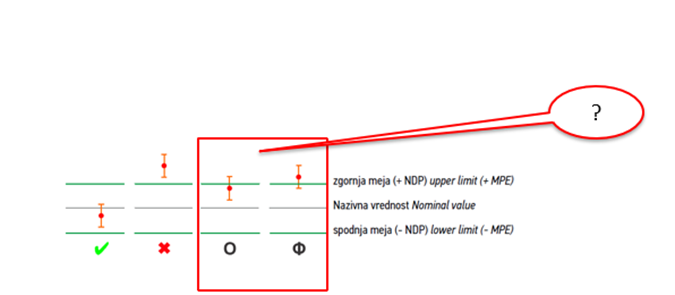 ?
zgornja meja (+ NDP) upper limit (+ MPE)
Nazivna vrednost Nominal value
spodnja meja (- NDP) lower limit (- MPE)
✔ ✖ O Φ